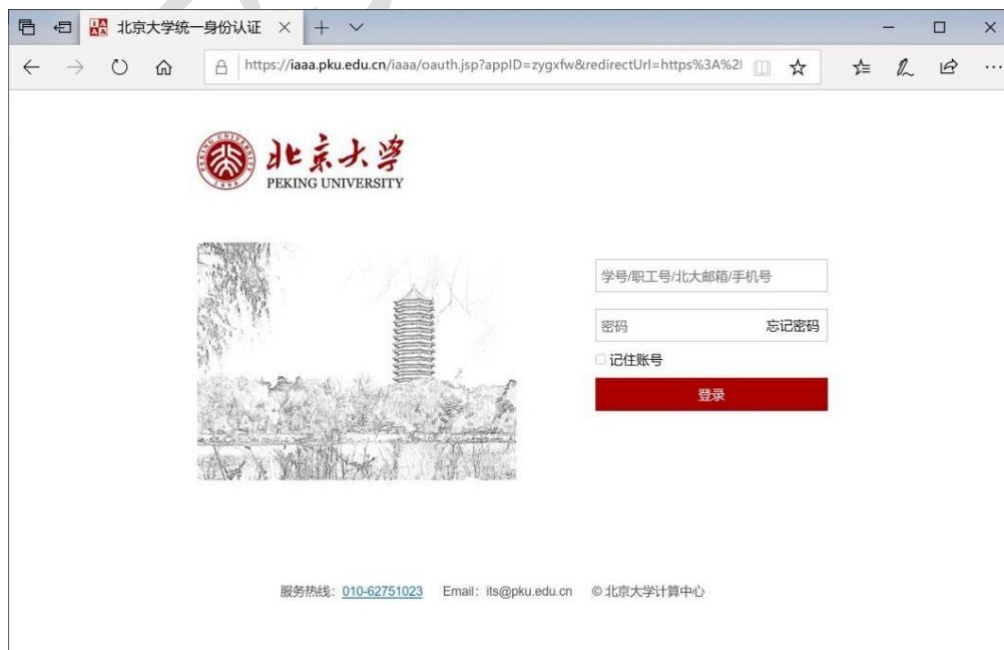 北京大学统一身份认证
https://iaaa.pku.edu.cn/iaaa/oauth.jsp?appID=zygxfw&redirectUrl=https%3A%2
北京大学
PEKING UNIVERSITY
学号/职工号/北大邮箱/手机号
密码 忘记密码
记住账号
登录
服务热线: 010-62751023 Email: its@pku.edu.cn ©北京大学计算中心